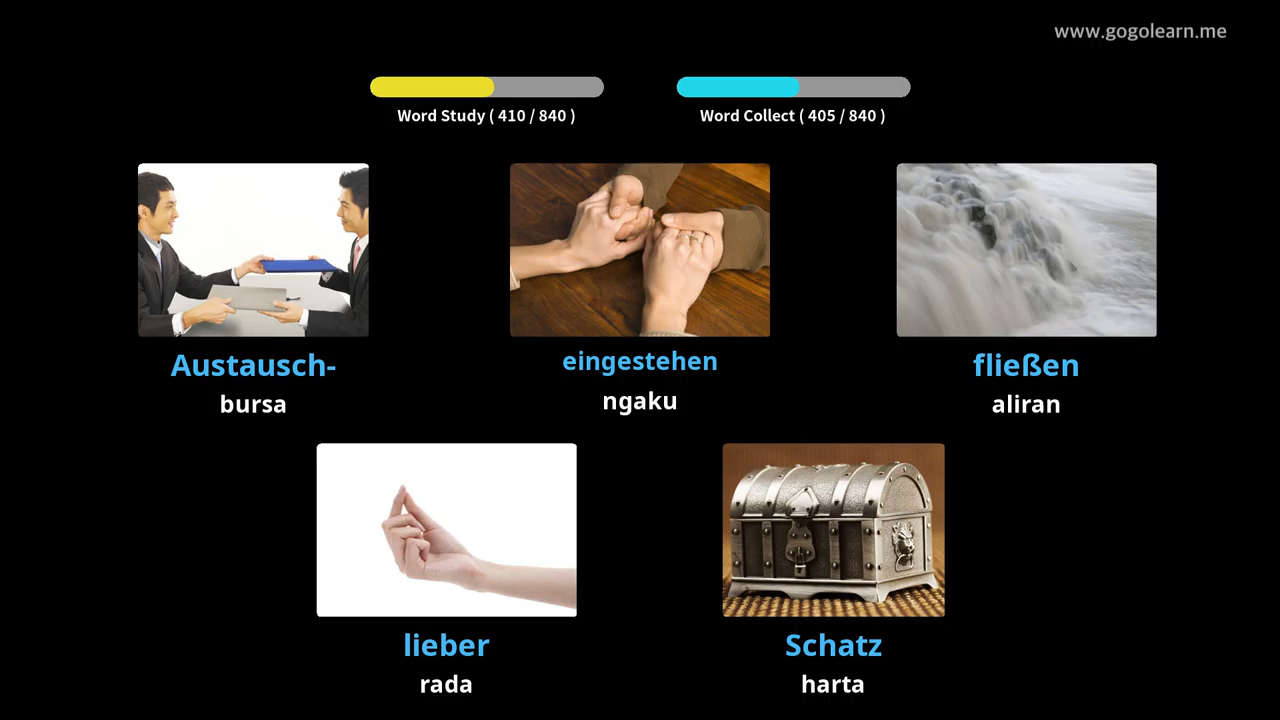 www.gogolearn.me
Word Study ( 410 / 840 )
Word Collect ( 405 / 840 )
Austausch-
bursa
eingestehen
ngaku
fließen
aliran
lieber
rada
Schatz
harta